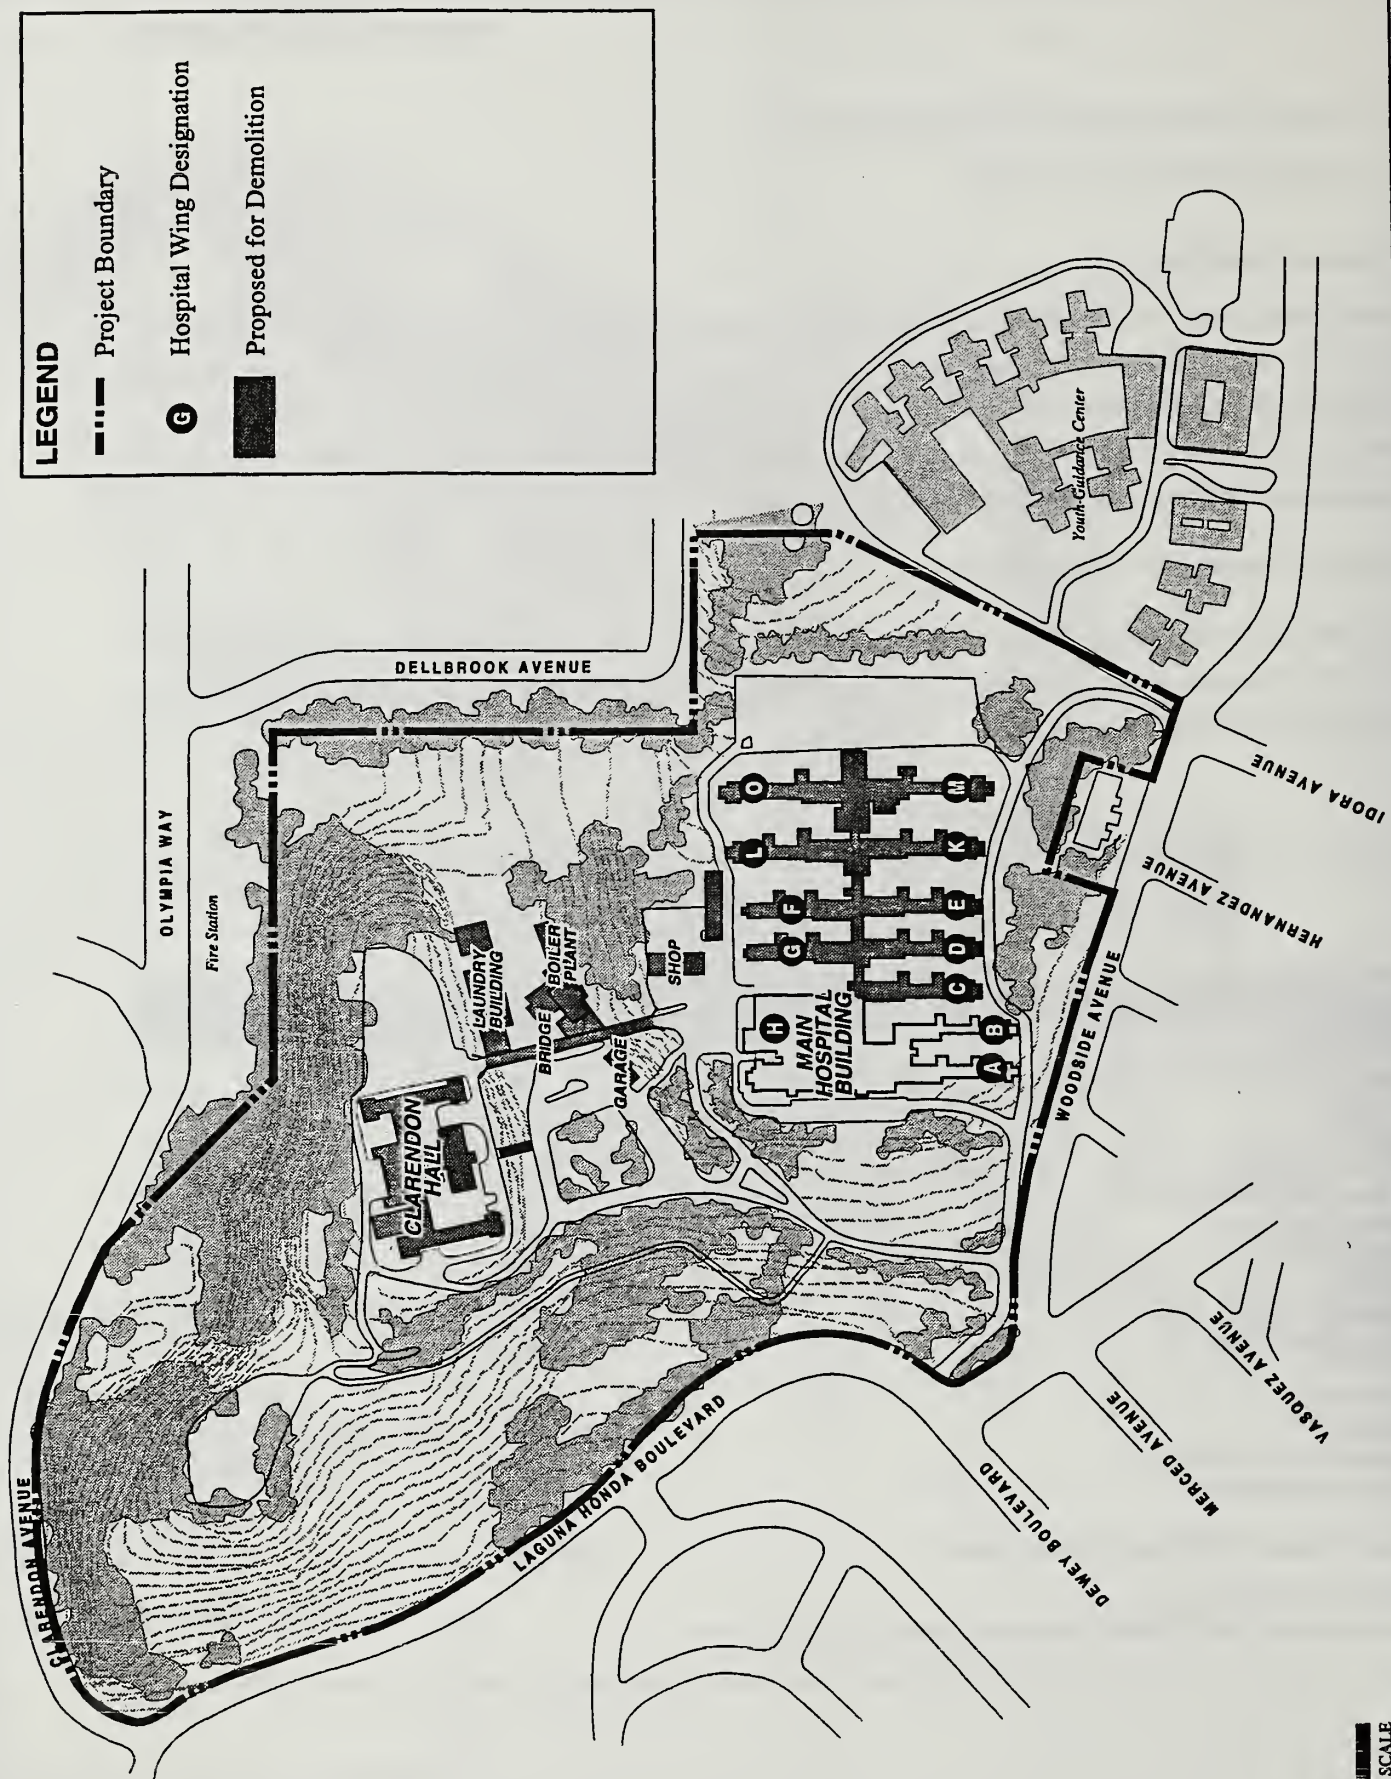 LEGEND
Project Boundary
G Hospital Wing Designation
Proposed for Demolition
CLARENDON AVENUE
OLYMPIA WAY
Fire Station
DELLBROOK AVENUE
LAUNDRY
BUILDING
BOILER
PLANT
BRIDGE
GARAGE
SHOP
CLARENDON
HALL
MAIN
HOSPITAL
BUILDING
H
A
B
C
D
E
K
M
G
F
L
O
Youth Guidance Center
LAGUNA HONDA BOULEVARD
WOODSIDE AVENUE
IDORA AVENUE
HERNANDEZ AVENUE
VASQUEZ AVENUE
MERCED AVENUE
DEWEY BOULEVARD
SCALE